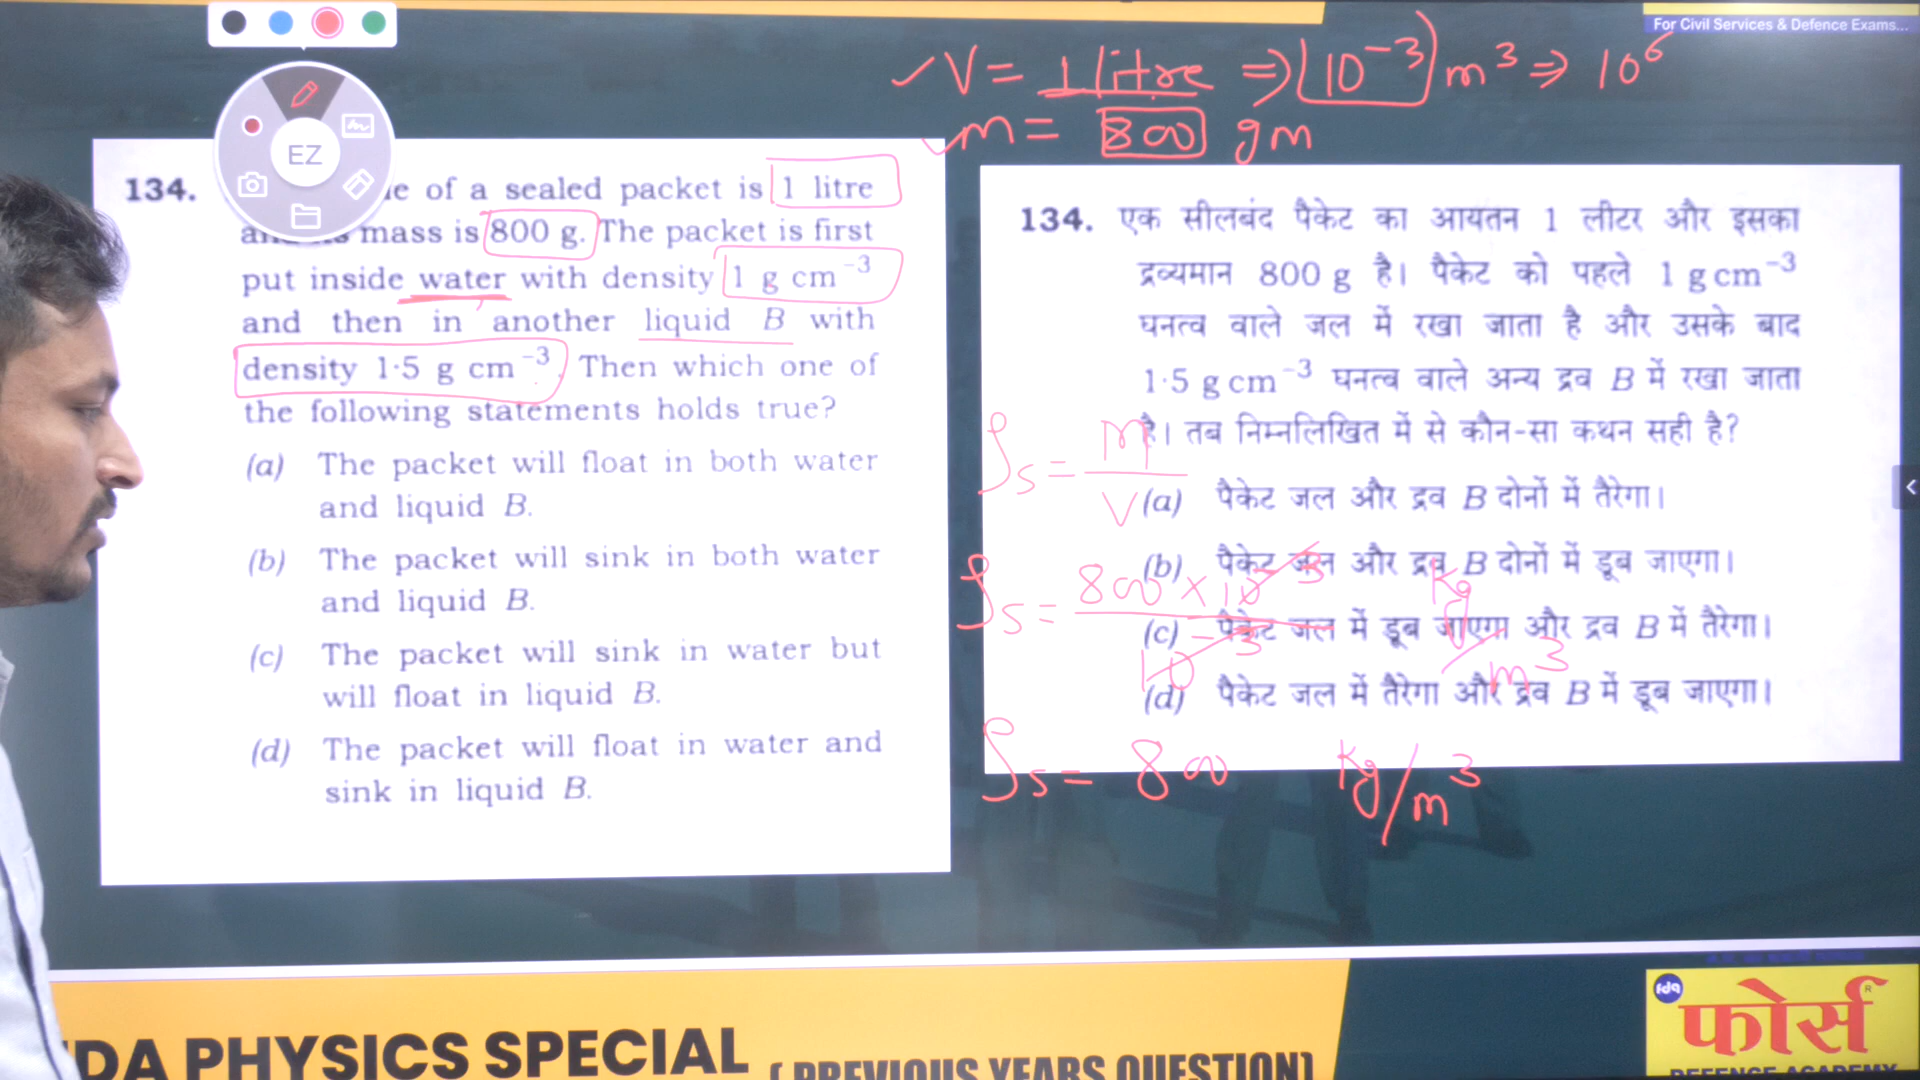 For Civil Services & Defence Exams...
V = 1 litre ⇒ 10⁻³ m³ ⇒ 10⁶
m = 800 gm
EZ
134. e of a sealed packet is 1 litre
mass is 800 g. The packet is first
put inside water with density 1 g cm⁻³
and then in another liquid B with
density 1·5 g cm⁻³. Then which one of
the following statements holds true?
(a) The packet will float in both water
and liquid B.
(b) The packet will sink in both water
and liquid B.
(c) The packet will sink in water but
will float in liquid B.
(d) The packet will float in water and
sink in liquid B.
134. एक सीलबंद पैकेट का आयतन 1 लीटर और इसका
द्रव्यमान 800 g है। पैकेट को पहले 1 g cm⁻³
घनत्व वाले जल में रखा जाता है और उसके बाद
1·5 g cm⁻³ घनत्व वाले अन्य द्रव B में रखा जाता
है। तब निम्नलिखित में से कौन-सा कथन सही है?
(a) पैकेट जल और द्रव B दोनों में तैरेगा।
(b) पैकेट जल और द्रव B दोनों में डूब जाएगा।
(c) पैकेट जल में डूब जाएगा और द्रव B में तैरेगा।
(d) पैकेट जल में तैरेगा और द्रव B में डूब जाएगा।
ρs = m/V
ρs = 800 × 10⁻³ / 10⁻³ kg/m³
ρs = 800 kg/m³
DA PHYSICS SPECIAL ( PREVIOUS YEARS QUESTION)
fda
फोर्स
R
DEFENCE ACADEMY